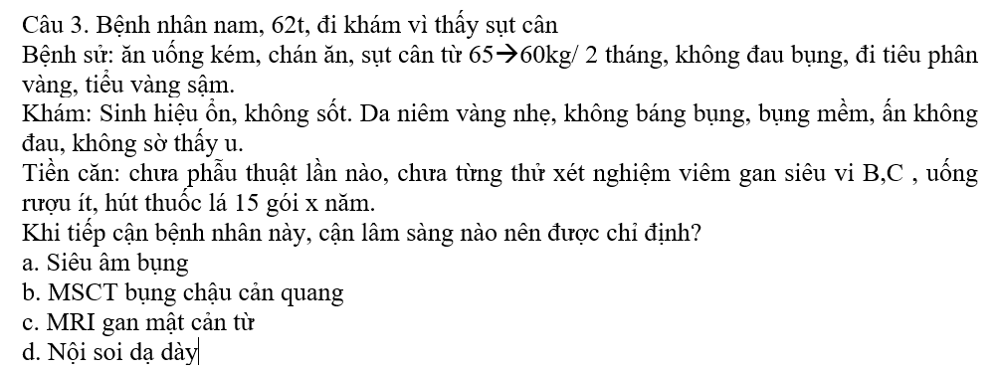 Câu 3. Bệnh nhân nam, 62t, đi khám vì thấy sụt cân
Bệnh sử: ăn uống kém, chán ăn, sụt cân từ 65→60kg/ 2 tháng, không đau bụng, đi tiêu phân
vàng, tiểu vàng sậm.
Khám: Sinh hiệu ổn, không sốt. Da niêm vàng nhẹ, không báng bụng, bụng mềm, ấn không
đau, không sờ thấy u.
Tiền căn: chưa phẫu thuật lần nào, chưa từng thử xét nghiệm viêm gan siêu vi B,C , uống
rượu ít, hút thuốc lá 15 gói x năm.
Khi tiếp cận bệnh nhân này, cận lâm sàng nào nên được chỉ định?
a. Siêu âm bụng
b. MSCT bụng chậu cản quang
c. MRI gan mật cản từ
d. Nội soi dạ dày